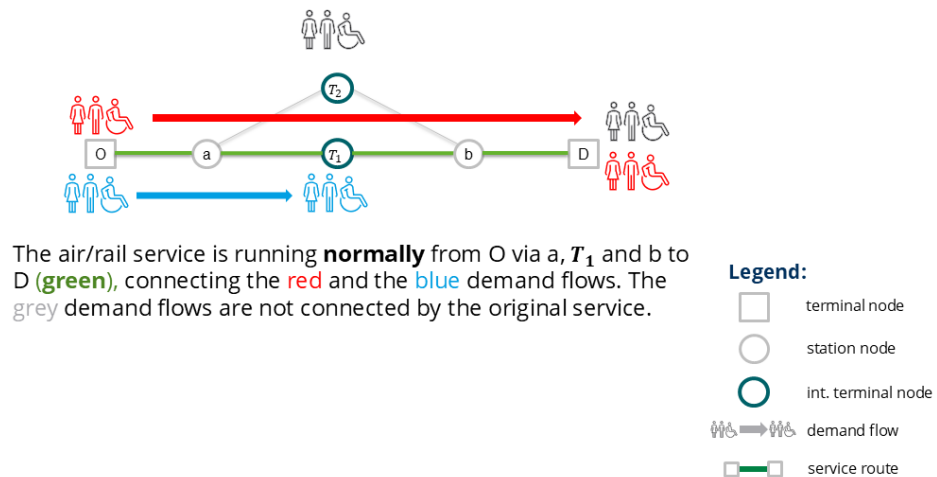 T₂
O
a
T₁
b
D
The air/rail service is running normally from O via a, T₁ and b to
D (green), connecting the red and the blue demand flows. The
grey demand flows are not connected by the original service.
Legend:
terminal node
station node
int. terminal node
demand flow
service route